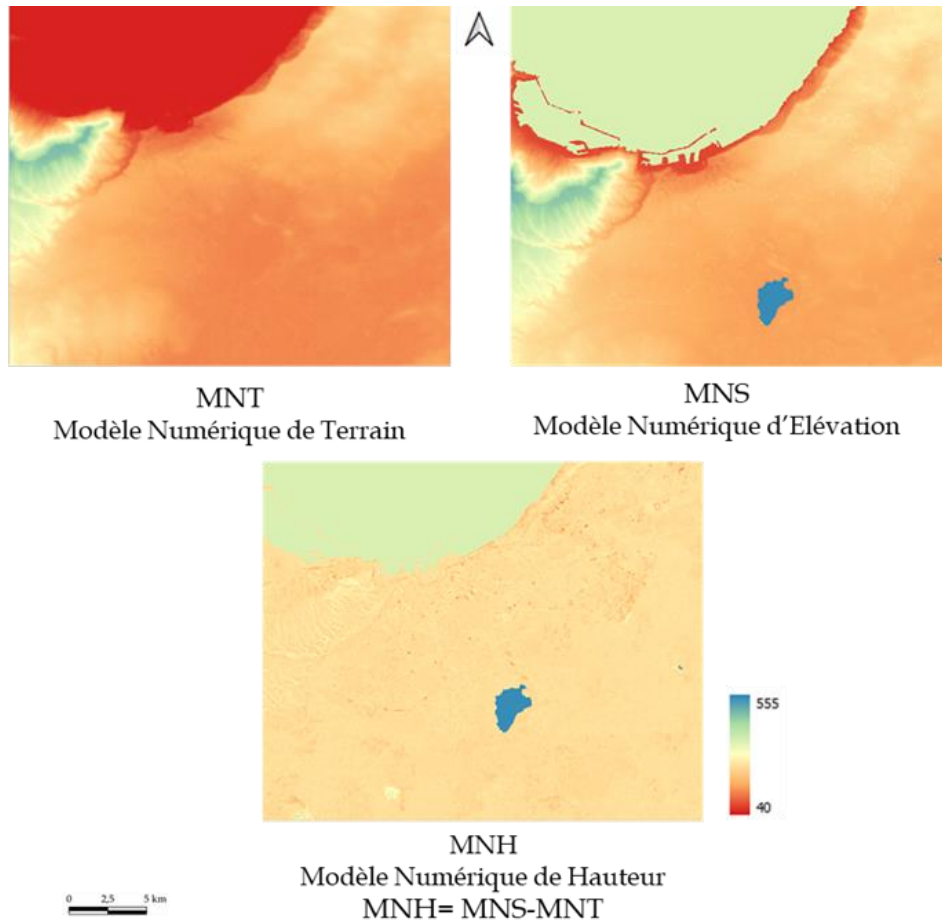 MNT
Modèle Numérique de Terrain
MNS
Modèle Numérique d'Elévation
555
40
MNH
Modèle Numérique de Hauteur
MNH= MNS-MNT
0 2,5 5 km